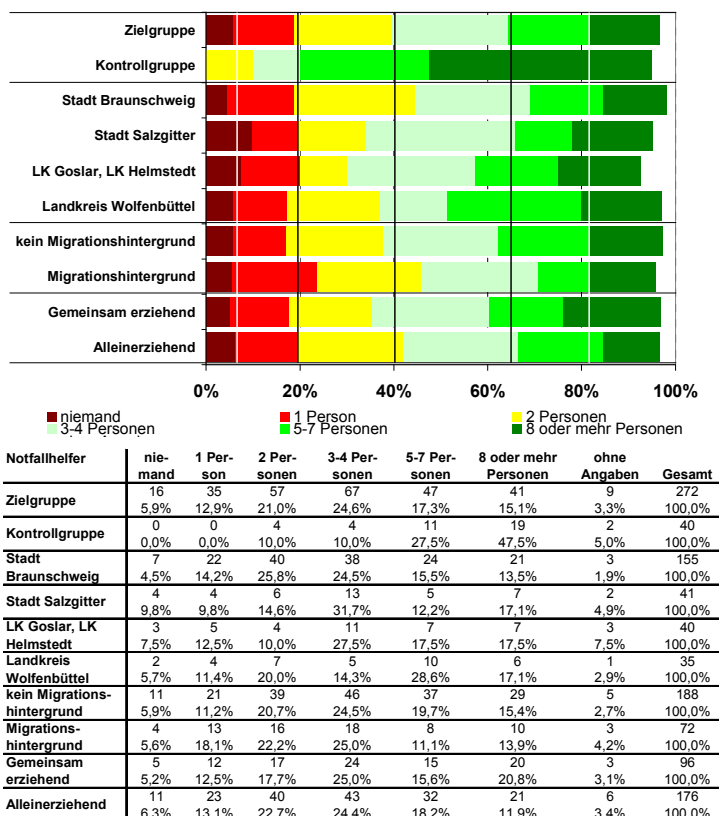 Zielgruppe
Kontrollgruppe
Stadt Braunschweig
Stadt Salzgitter
LK Goslar, LK Helmstedt
Landkreis Wolfenbüttel
kein Migrationshintergrund
Migrationshintergrund
Gemeinsam erziehend
Alleinerziehend
0% 20% 40% 60% 80% 100%
niemand 1 Person 2 Personen
3-4 Personen 5-7 Personen 8 oder mehr Personen
Notfallhelfer nie- 1 Per- 2 Per- 3-4 Per- 5-7 Per- 8 oder mehr ohne
mand son sonen sonen sonen Personen Angaben Gesamt
Zielgruppe 16 35 57 67 47 41 9 272
5,9% 12,9% 21,0% 24,6% 17,3% 15,1% 3,3% 100,0%
Kontrollgruppe 0 0 4 4 11 19 2 40
0,0% 0,0% 10,0% 10,0% 27,5% 47,5% 5,0% 100,0%
Stadt 7 22 40 38 24 21 3 155
Braunschweig 4,5% 14,2% 25,8% 24,5% 15,5% 13,5% 1,9% 100,0%
Stadt Salzgitter 4 4 6 13 5 7 2 41
9,8% 9,8% 14,6% 31,7% 12,2% 17,1% 4,9% 100,0%
LK Goslar, LK 3 5 4 11 7 7 3 40
Helmstedt 7,5% 12,5% 10,0% 27,5% 17,5% 17,5% 7,5% 100,0%
Landkreis 2 4 7 5 10 6 1 35
Wolfenbüttel 5,7% 11,4% 20,0% 14,3% 28,6% 17,1% 2,9% 100,0%
kein Migrations- 11 21 39 46 37 29 5 188
hintergrund 5,9% 11,2% 20,7% 24,5% 19,7% 15,4% 2,7% 100,0%
Migrations- 4 13 16 18 8 10 3 72
hintergrund 5,6% 18,1% 22,2% 25,0% 11,1% 13,9% 4,2% 100,0%
Gemeinsam 5 12 17 24 15 20 3 96
erziehend 5,2% 12,5% 17,7% 25,0% 15,6% 20,8% 3,1% 100,0%
Alleinerziehend 11 23 40 43 32 21 6 176
6,3% 13,1% 22,7% 24,4% 18,2% 11,9% 3,4% 100,0%